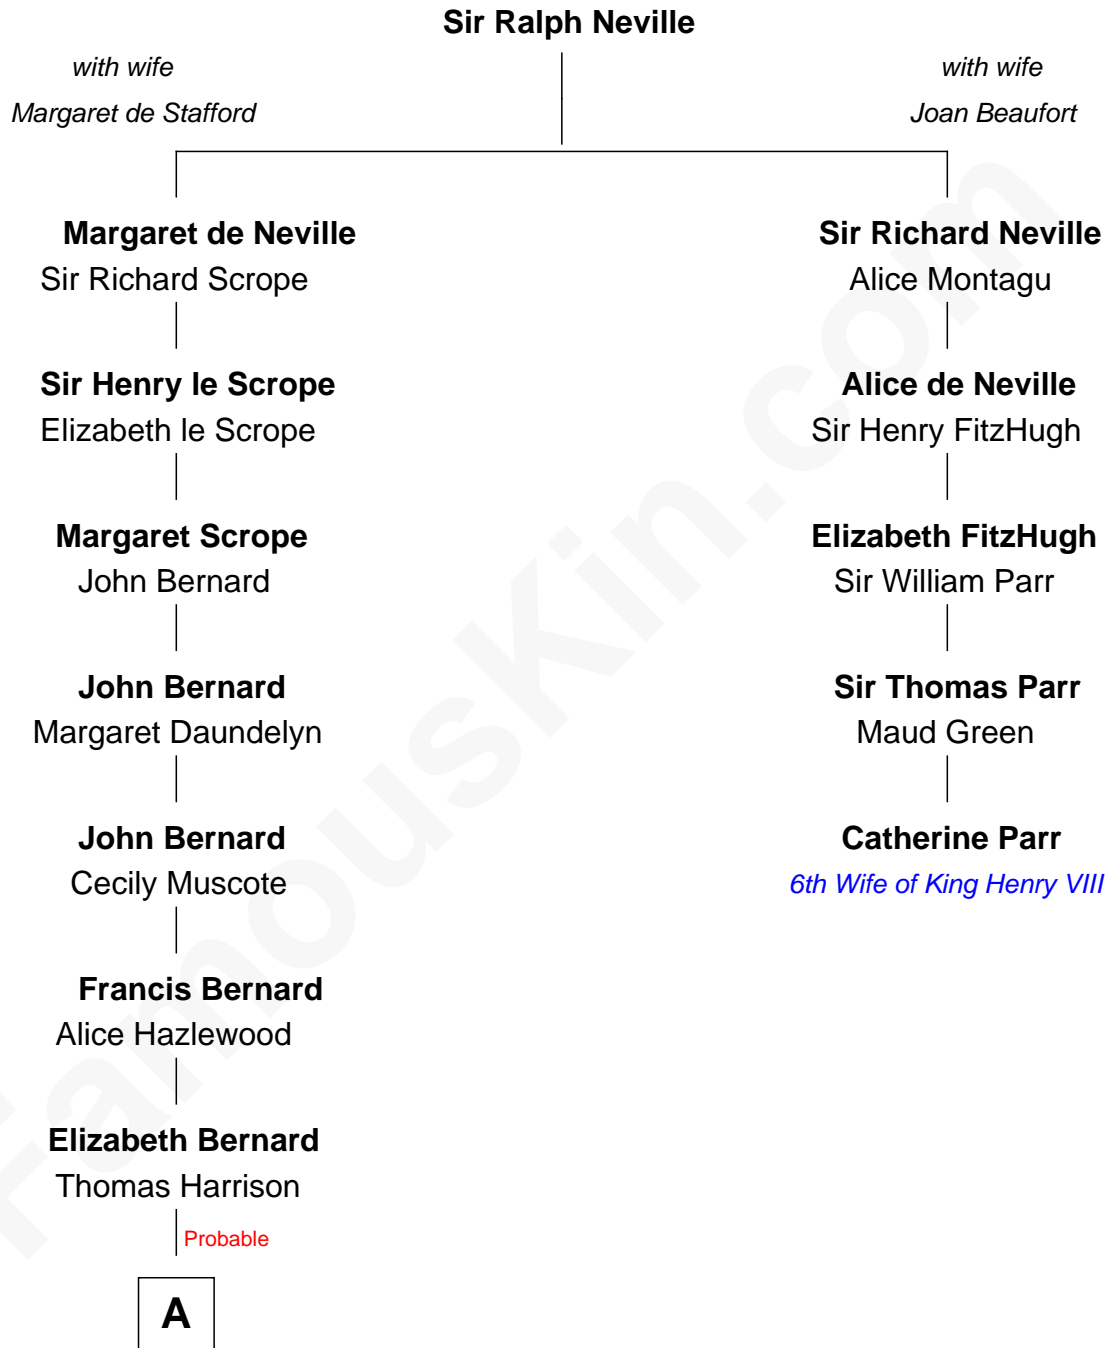 Sir Ralph Neville
with wife
Margaret de Stafford
with wife
Joan Beaufort
Margaret de Neville
Sir Richard Scrope
Sir Richard Neville
Alice Montagu
Sir Henry le Scrope
Elizabeth le Scrope
Alice de Neville
Sir Henry FitzHugh
Margaret Scrope
John Bernard
Elizabeth FitzHugh
Sir William Parr
John Bernard
Margaret Daundelyn
Sir Thomas Parr
Maud Green
John Bernard
Cecily Muscote
Catherine Parr
6th Wife of King Henry VIII
Francis Bernard
Alice Hazlewood
Elizabeth Bernard
Thomas Harrison
Probable
A
FamousKin.com